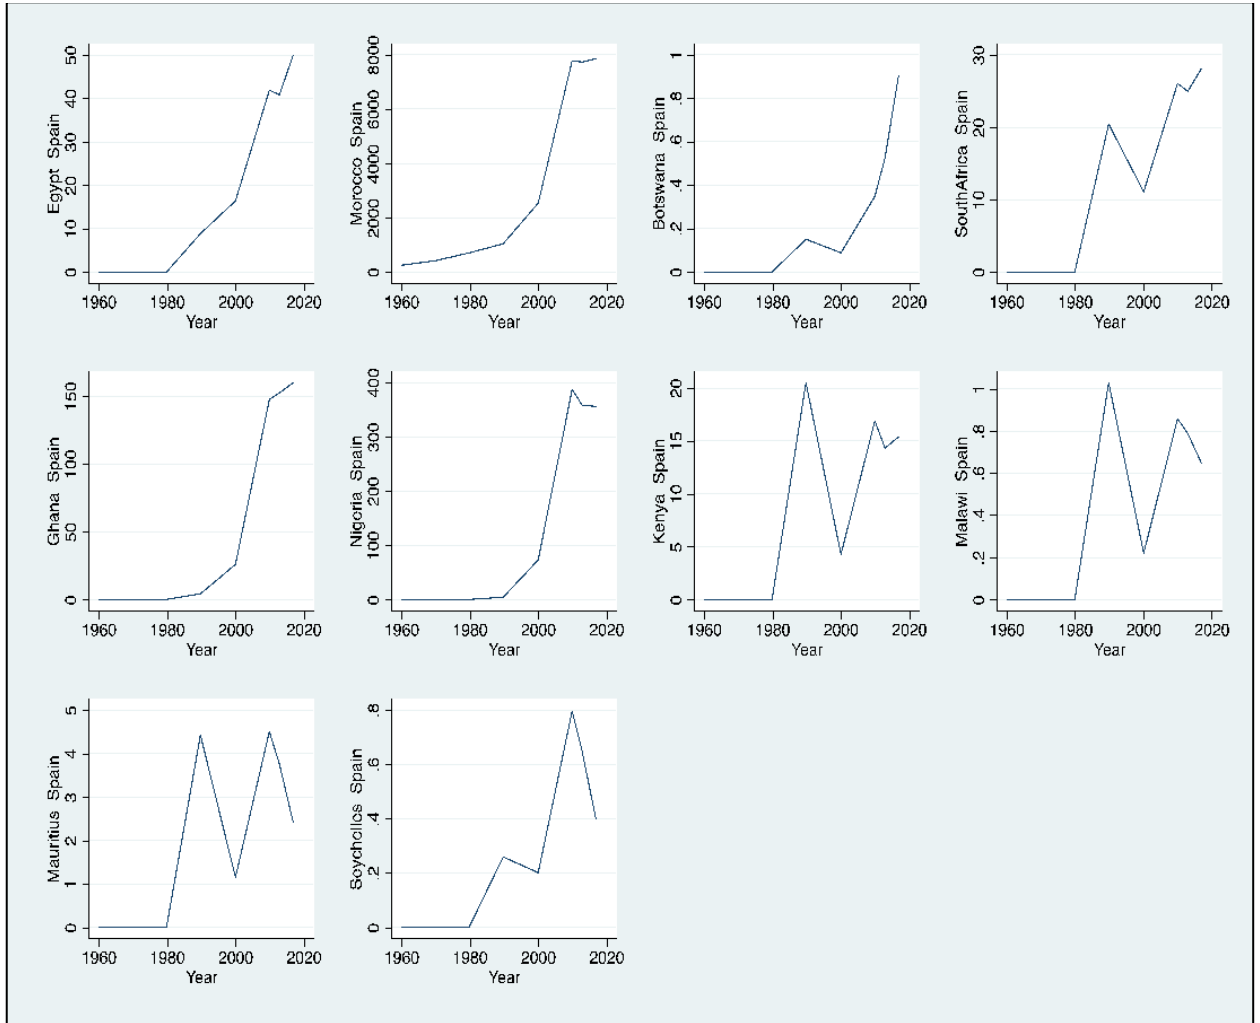 Egypt Spain
0 10 20 30 40 50
1960 1980 2000 2020
Year
Morocco Spain
0 2000 4000 6000 8000
1960 1980 2000 2020
Year
Botswana Spain
0 .2 .4 .6 .8 1
1960 1980 2000 2020
Year
SouthAfrica Spain
0 10 20 30
1960 1980 2000 2020
Year
Ghana Spain
0 50 100 150
1960 1980 2000 2020
Year
Nigeria Spain
0 100 200 300 400
1960 1980 2000 2020
Year
Kenya Spain
0 5 10 15 20
1960 1980 2000 2020
Year
Malawi Spain
0 .2 .4 .6 .8 1
1960 1980 2000 2020
Year
Mauritius Spain
0 1 2 3 4 5
1960 1980 2000 2020
Year
Seychelles Spain
0 .2 .4 .6 .8
1960 1980 2000 2020
Year